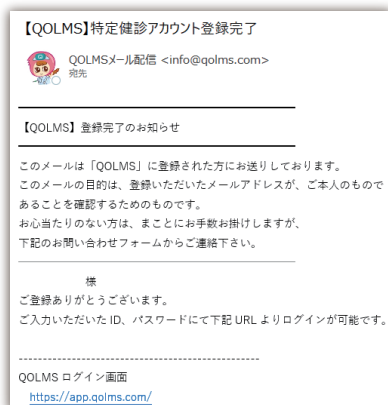 【QOLMS】特定健診アカウント登録完了
QOLMSメール配信 <info@qolms.com>
宛先
【QOLMS】登録完了のお知らせ
このメールは「QOLMS」に登録された方にお送りしております。
このメールの目的は、登録いただいたメールアドレスが、ご本人のもので
あることを確認するためのものです。
お心当たりのない方は、まことにお手数お掛けしますが、
下記のお問い合わせフォームからご連絡下さい。
様
ご登録ありがとうございます。
ご入力いただいた ID、パスワードにて下記 URL よりログインが可能です。
--------------------------------------------------
QOLMS ログイン画面
https://app.qolms.com/